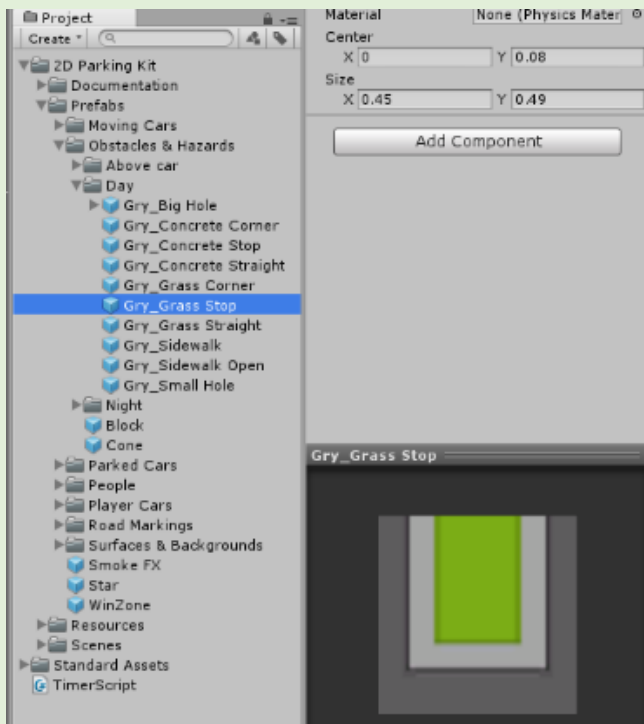 Project
Create
2D Parking Kit
Documentation
Prefabs
Moving Cars
Obstacles & Hazards
Above car
Day
Gry_Big Hole
Gry_Concrete Corner
Gry_Concrete Stop
Gry_Concrete Straight
Gry_Grass Corner
Gry_Grass Stop
Gry_Grass Straight
Gry_Sidewalk
Gry_Sidewalk Open
Gry_Small Hole
Night
Block
Cone
Parked Cars
People
Player Cars
Road Markings
Surfaces & Backgrounds
Smoke FX
Star
WinZone
Resources
Scenes
Standard Assets
TimerScript
Material None (Physics Mater
Center
X 0 Y 0.08
Size
X 0.45 Y 0.49
Add Component
Gry_Grass Stop